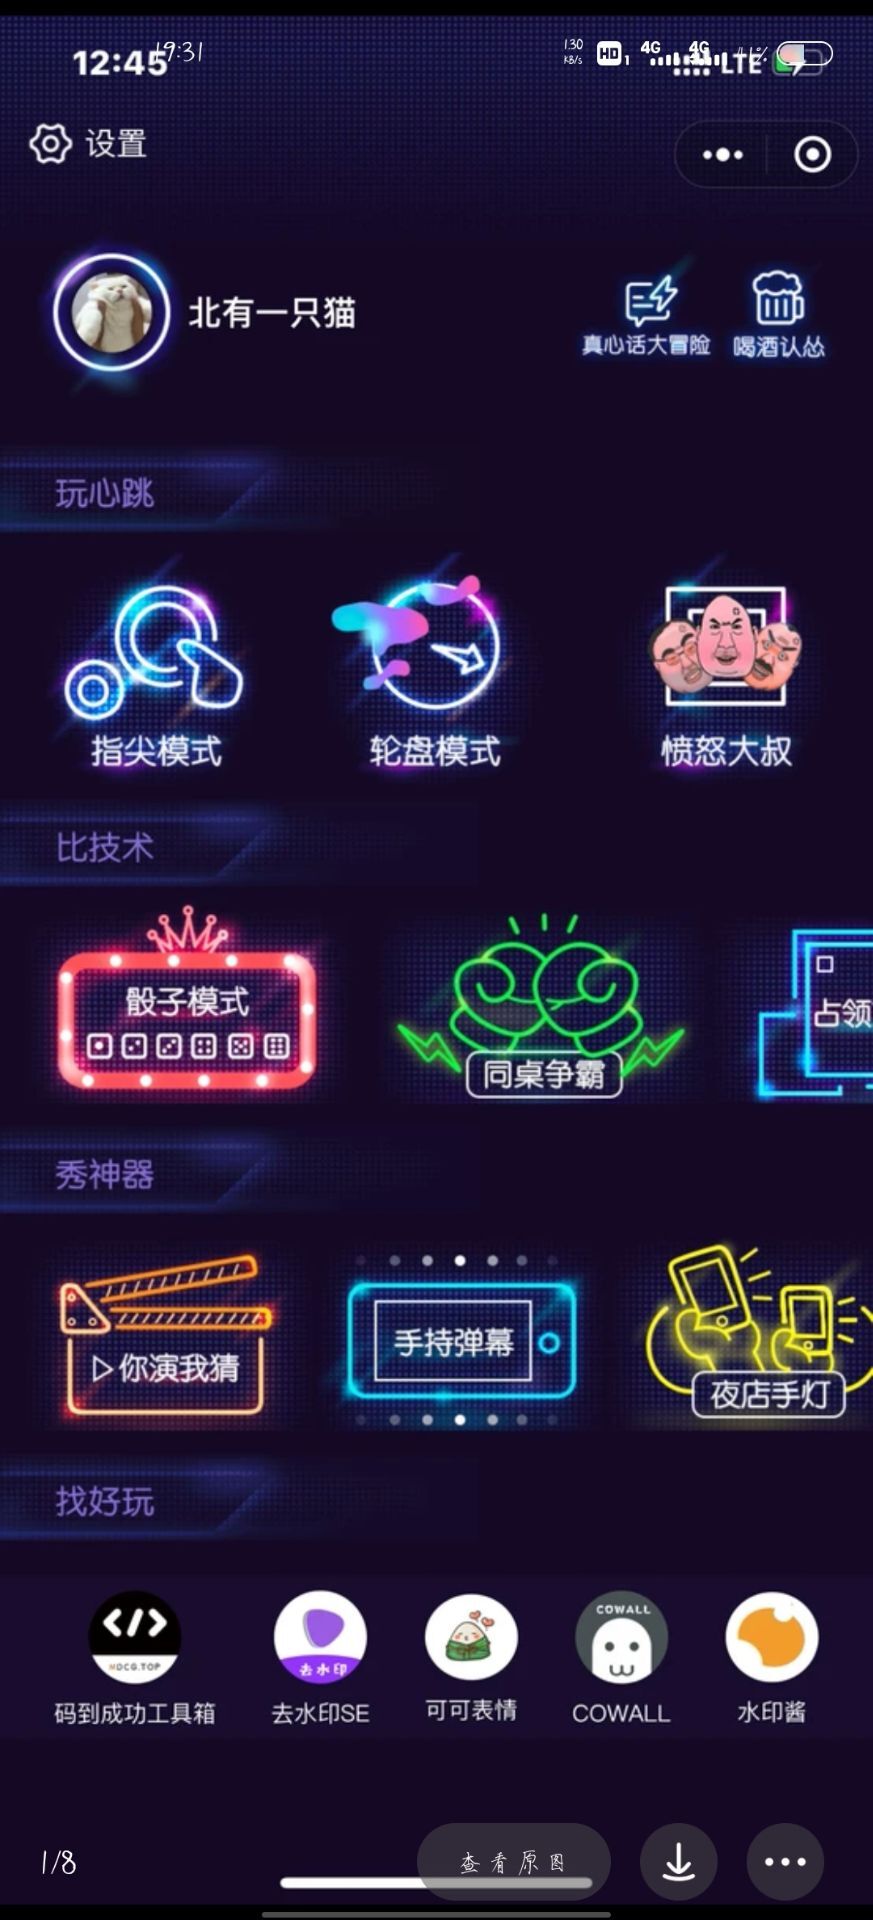 12:45
19:31
1.30
KB/s
HD 1
4G
4G
LTE
设置
北有一只猫
真心话大冒险
喝酒认怂
玩心跳
指尖模式
轮盘模式
愤怒大叔
比技术
骰子模式
同桌争霸
占领
秀神器
你演我猜
手持弹幕
夜店手灯
找好玩
</>
MDCG.TOP
去水印
COWALL
码到成功工具箱
去水印SE
可可表情
COWALL
水印酱
1/8
查看原图